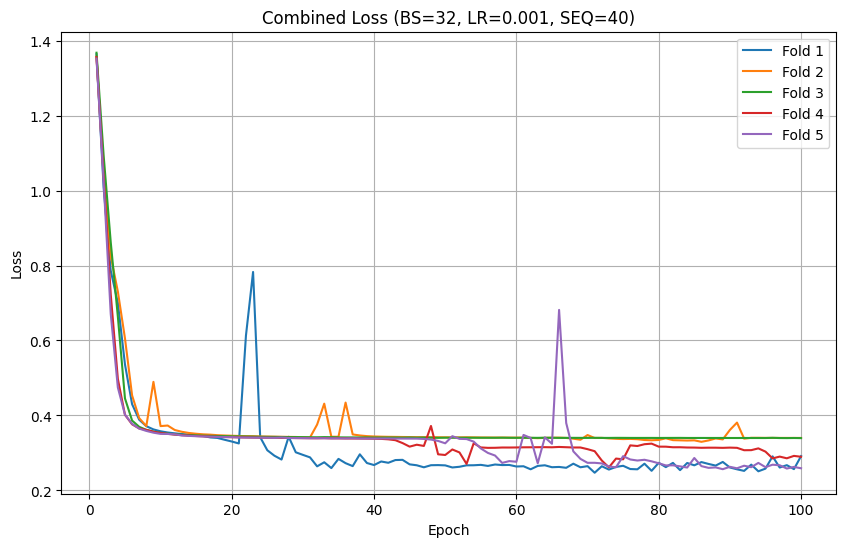 Combined Loss (BS=32, LR=0.001, SEQ=40)
Fold 1
Fold 2
Fold 3
Fold 4
Fold 5
Loss
1.4
1.2
1.0
0.8
0.6
0.4
0.2
0 20 40 60 80 100
Epoch